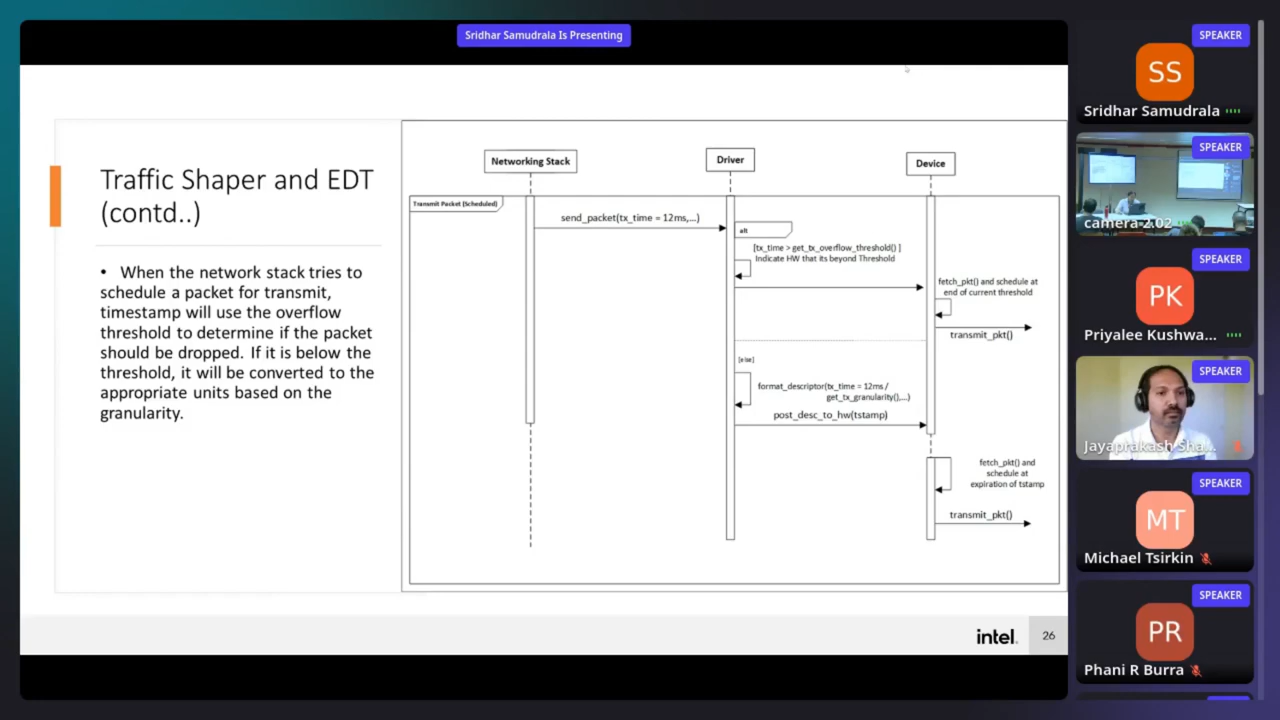 Sridhar Samudrala Is Presenting
Traffic Shaper and EDT
(contd..)
• When the network stack tries to
schedule a packet for transmit,
timestamp will use the overflow
threshold to determine if the packet
should be dropped. If it is below the
threshold, it will be converted to the
appropriate units based on the
granularity.
Networking Stack
Driver
Device
Transmit Packet (Scheduled)
send_packet(tx_time = 12ms,...)
alt
[tx_time > get_tx_overflow_threshold() ]
Indicate HW that its beyond Threshold
fetch_pkt() and schedule at
end of current threshold
transmit_pkt()
[else]
format_descriptor(tx_time = 12ms /
get_tx_granularity(),...)
post_desc_to_hw(tstamp)
fetch_pkt() and
schedule at
expiration of tstamp
transmit_pkt()
intel.
26
SPEAKER
SS
Sridhar Samudrala
SPEAKER
camera 2.02
SPEAKER
PK
Priyalee Kushwa...
SPEAKER
Jayaprakash Sha...
SPEAKER
MT
Michael Tsirkin
SPEAKER
PR
Phani R Burra